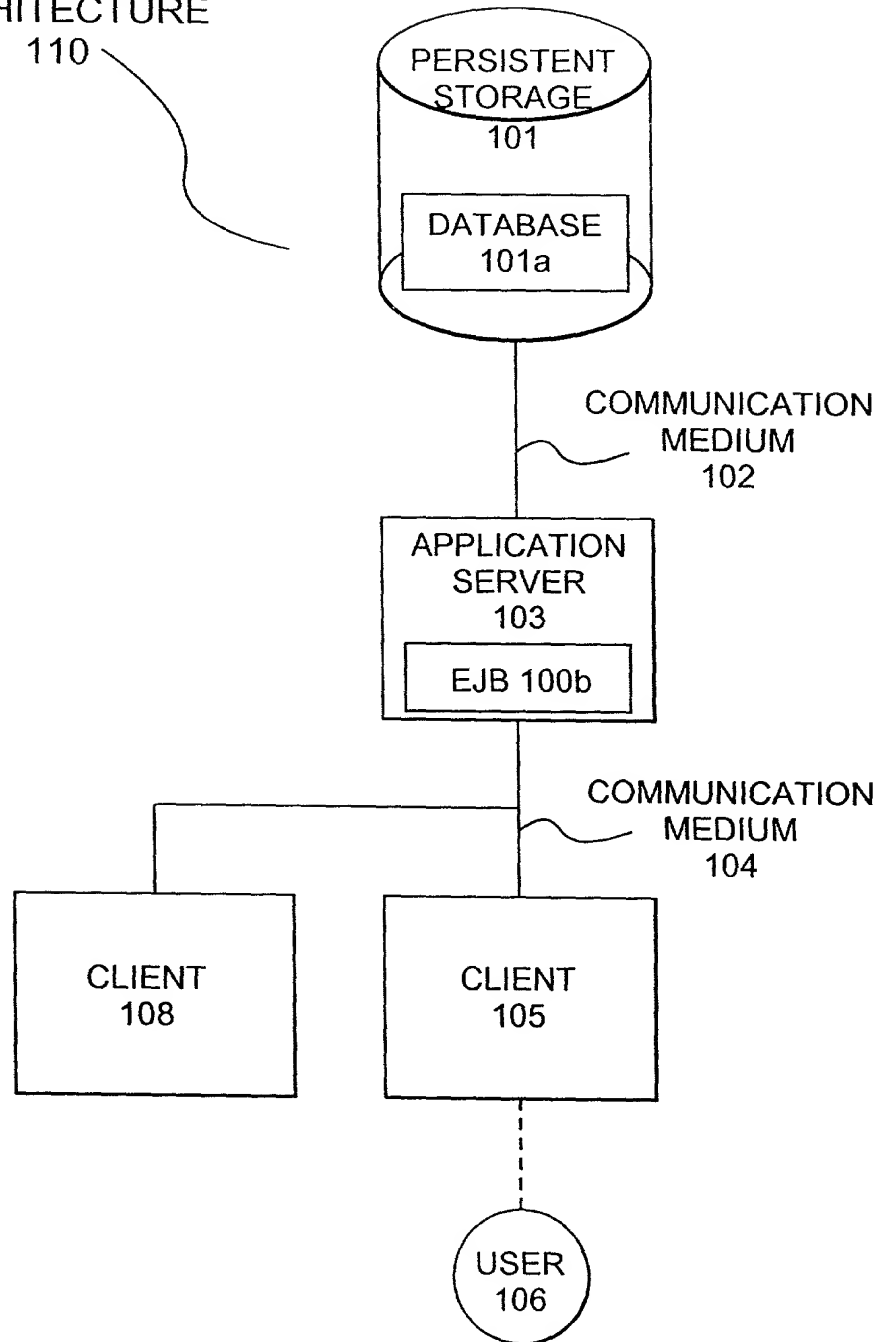 HITECTURE
110
PERSISTENT
STORAGE
101
DATABASE
101a
COMMUNICATION
MEDIUM
102
APPLICATION
SERVER
103
EJB 100b
COMMUNICATION
MEDIUM
104
CLIENT
108
CLIENT
105
USER
106